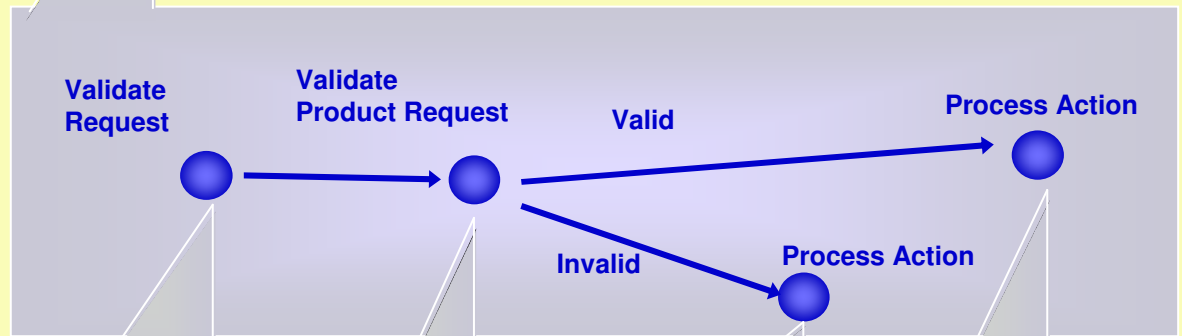 Validate
Request
Validate
Product Request
Valid
Process Action
Invalid
Process Action